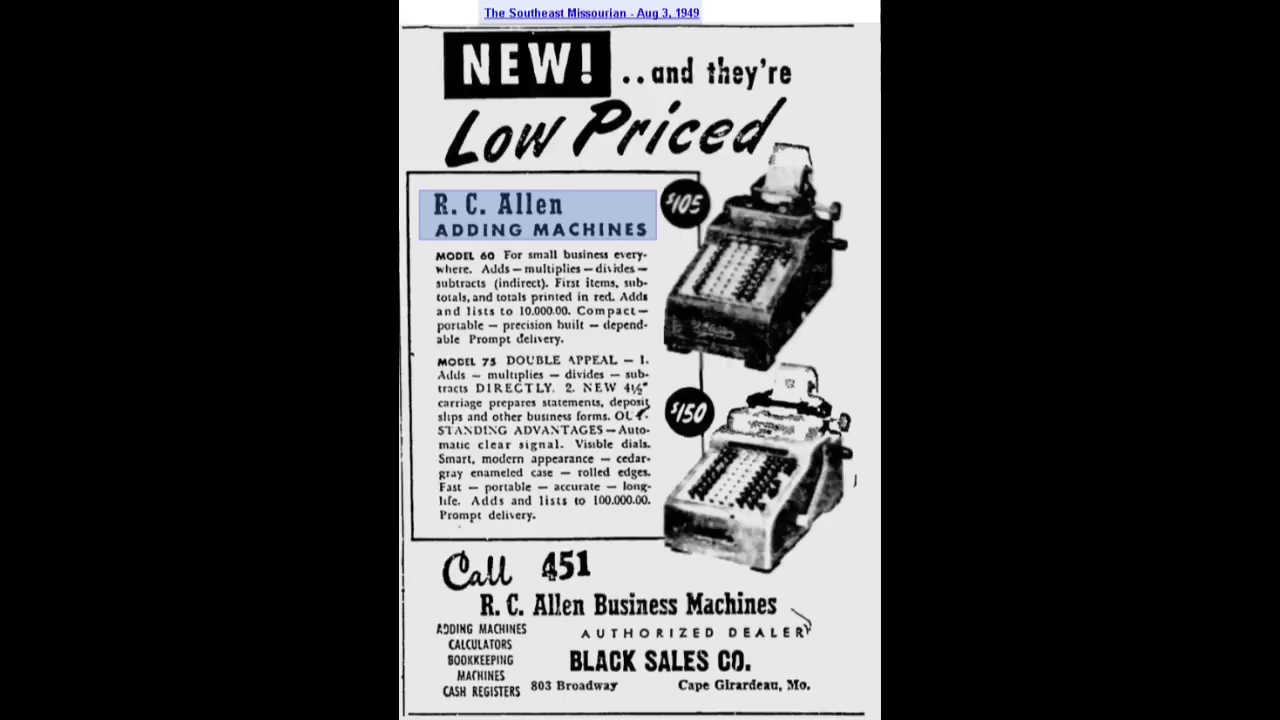 The Southeast Missourian - Aug 3, 1949
NEW! ..and they're
Low Priced
R. C. Allen
ADDING MACHINES
$105
MODEL 60 For small business every-
where. Adds — multiplies — divides —
subtracts (indirect). First items, sub-
totals, and totals printed in red. Adds
and lists to 10,000.00. Compact —
portable — precision built — depend-
able Prompt delivery.
MODEL 75 DOUBLE APPEAL — 1.
Adds — multiplies — divides — sub-
tracts DIRECTLY. 2. NEW 4½"
carriage prepares statements, deposit
slips and other business forms. OUT-
STANDING ADVANTAGES — Auto-
matic clear signal. Visible dials.
Smart, modern appearance — cedar-
gray enameled case — rolled edges.
Fast — portable — accurate — long-
life. Adds and lists to 100,000.00.
Prompt delivery.
$150
Call 451
R. C. Allen Business Machines
AUTHORIZED DEALER
ADDING MACHINES
CALCULATORS
BOOKKEEPING
MACHINES
CASH REGISTERS
BLACK SALES CO.
803 Broadway Cape Girardeau, Mo.